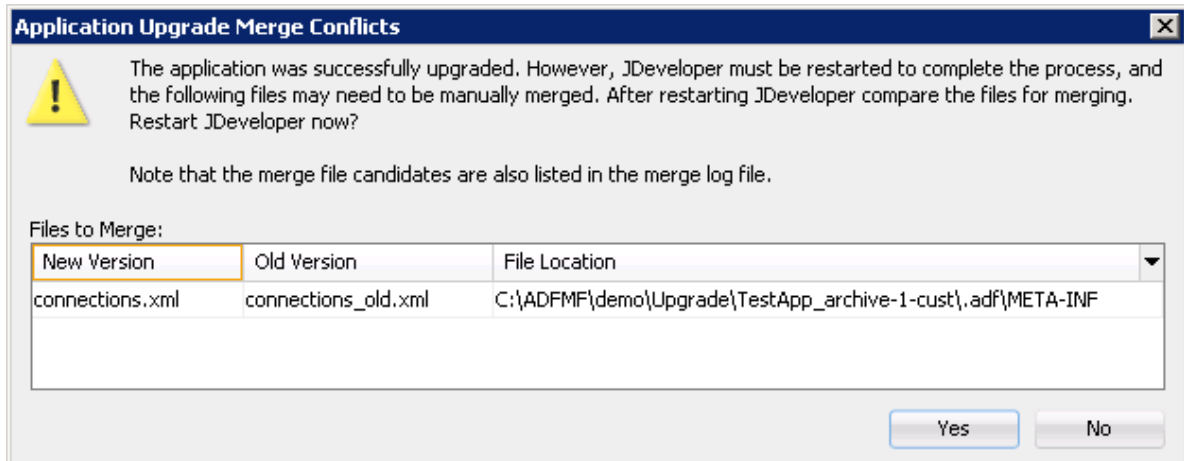 Application Upgrade Merge Conflicts
The application was successfully upgraded. However, JDeveloper must be restarted to complete the process, and
the following files may need to be manually merged. After restarting JDeveloper compare the files for merging.
Restart JDeveloper now?
Note that the merge file candidates are also listed in the merge log file.
Files to Merge:
New Version Old Version File Location
connections.xml connections_old.xml C:\ADFMF\demo\Upgrade\TestApp_archive-1-cust\.adf\META-INF
Yes No